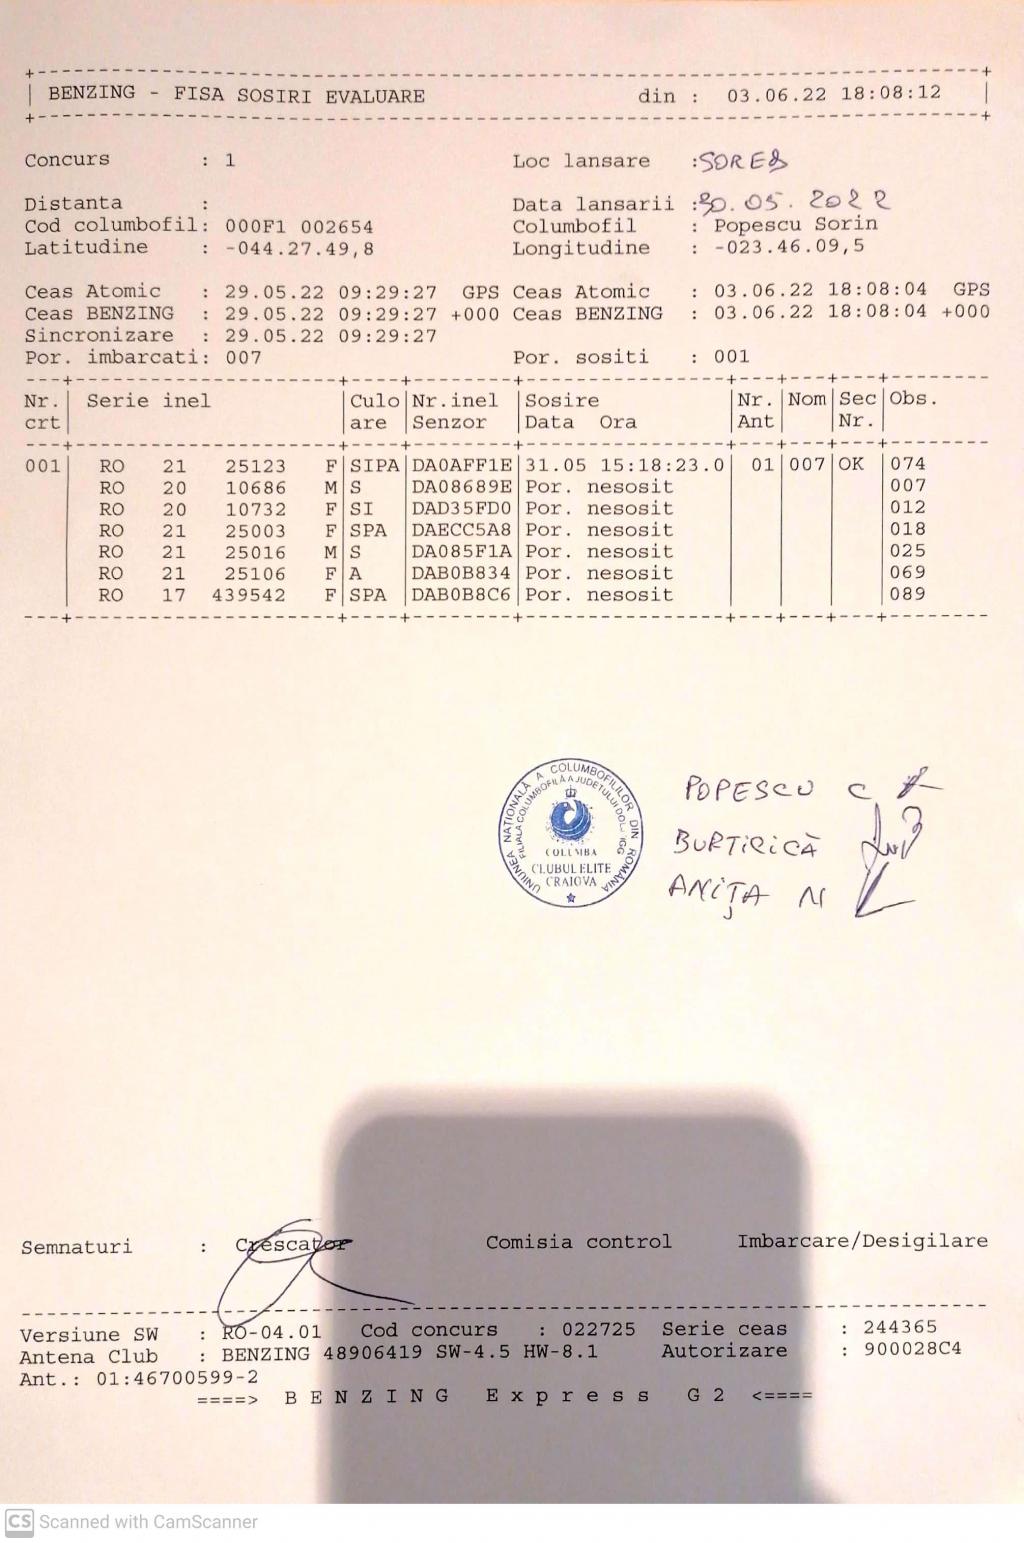 BENZING - FISA SOSIRI EVALUARE din : 03.06.22 18:08:12
Concurs : 1 Loc lansare :SORES
Distanta : Data lansarii :30.05.2022
Cod columbofil: 000F1 002654 Columbofil : Popescu Sorin
Latitudine : -044.27.49,8 Longitudine : -023.46.09,5
Ceas Atomic : 29.05.22 09:29:27 GPS Ceas Atomic : 03.06.22 18:08:04 GPS
Ceas BENZING : 29.05.22 09:29:27 +000 Ceas BENZING : 03.06.22 18:08:04 +000
Sincronizare : 29.05.22 09:29:27
Por. imbarcati: 007 Por. sositi : 001
Nr. Serie inel Culo Nr.inel Sosire Nr. Nom Sec Obs.
crt are Senzor Data Ora Ant Nr.
001 RO 21 25123 F SIPA DA0AFF1E 31.05 15:18:23.0 01 007 OK 074
RO 20 10686 M S DA08689E Por. nesosit 007
RO 20 10732 F SI DAD35FD0 Por. nesosit 012
RO 21 25003 F SPA DAECC5A8 Por. nesosit 018
RO 21 25016 M S DA085F1A Por. nesosit 025
RO 21 25106 F A DAB0B834 Por. nesosit 069
RO 17 439542 F SPA DAB0B8C6 Por. nesosit 089
UNIUNEA NAȚIONALĂ A COLUMBOFILILOR DIN ROMÂNIA
FILIALA COLUMBOFILĂ A JUDEȚULUI DOLJ
COLUMBA
CLUBUL ELITE
CRAIOVA
POPESCU C
BURTIRICĂ
ANIȚA N
Semnaturi : Crescator Comisia control Imbarcare/Desigilare
Versiune SW : RO-04.01 Cod concurs : 022725 Serie ceas : 244365
Antena Club : BENZING 48906419 SW-4.5 HW-8.1 Autorizare : 900028C4
Ant.: 01:46700599-2
====> B E N Z I N G E x p r e s s G 2 <====
CS Scanned with CamScanner